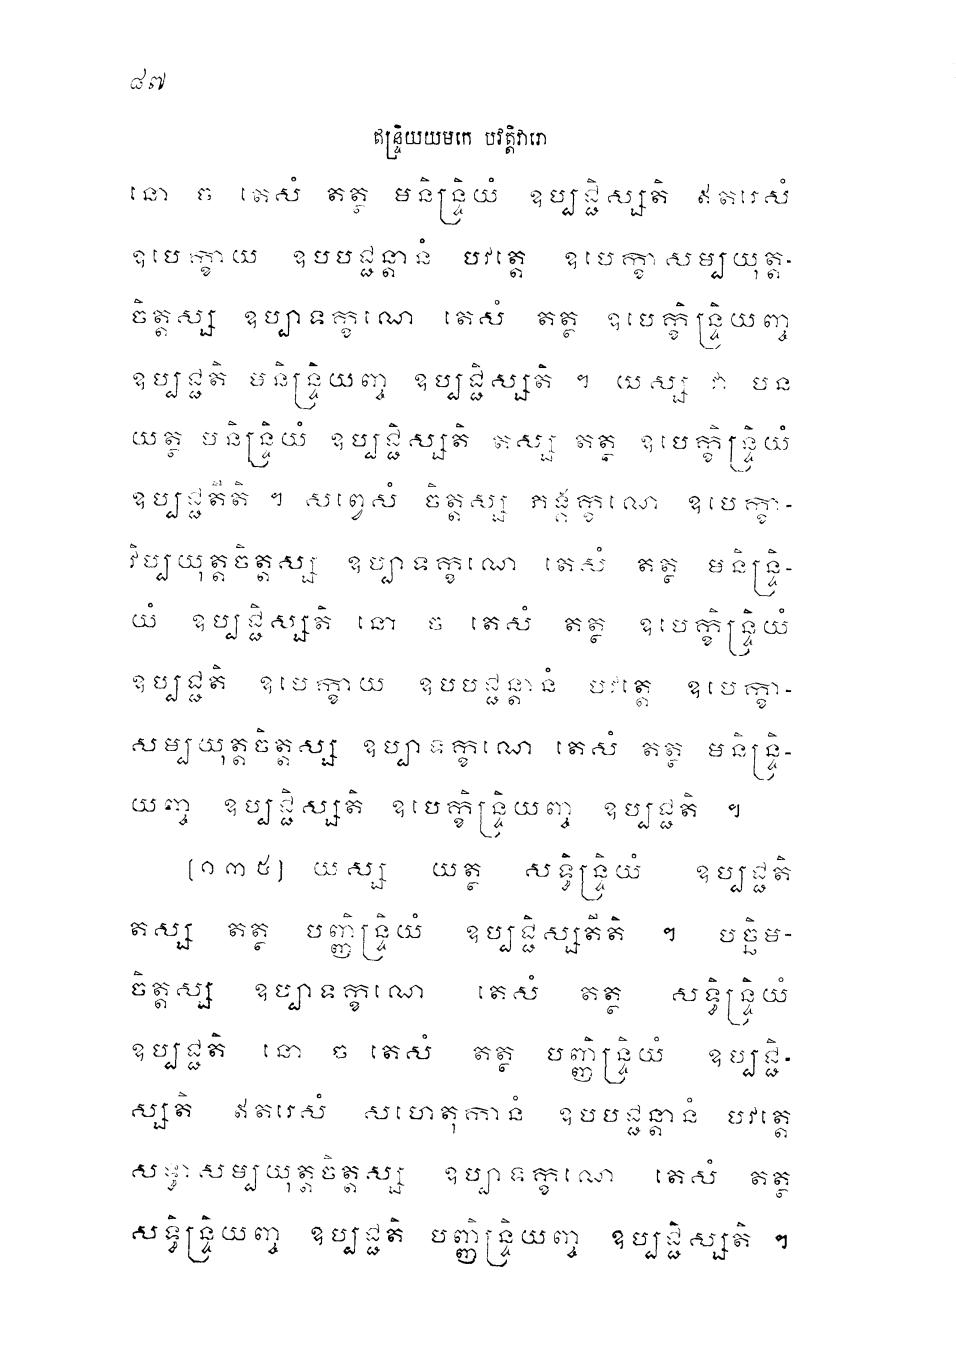 ៨៧
ឥន្ទ្រិយយមកេ បវត្តិវារោ
នោ ច តេសំ តត្ថ មនិន្ទ្រិយំ ឧប្បជ្ជិស្សតិ ឥតរេសំ
ឧបេក្ខាយ ឧបបជ្ជន្តានំ បវត្តេ ឧបេក្ខាសម្បយុត្ត-
ចិត្តស្ស ឧប្បាទក្ខណេ តេសំ តត្ថ ឧបេក្ខិន្ទ្រិយញ្ច
ឧប្បជ្ជតិ មនិន្ទ្រិយញ្ច ឧប្បជ្ជិស្សតិ ។ យស្ស វា បន
យត្ថ មនិន្ទ្រិយំ ឧប្បជ្ជិស្សតិ តស្ស តត្ថ ឧបេក្ខិន្ទ្រិយំ
ឧប្បជ្ជតីតិ ។ សព្វេសំ ចិត្តស្ស ភង្គក្ខណេ ឧបេក្ខា-
វិប្បយុត្តចិត្តស្ស ឧប្បាទក្ខណេ តេសំ តត្ថ មនិន្ទ្រិ-
យំ ឧប្បជ្ជិស្សតិ នោ ច តេសំ តត្ថ ឧបេក្ខិន្ទ្រិយំ
ឧប្បជ្ជតិ ឧបេក្ខាយ ឧបបជ្ជន្តានំ បវត្តេ ឧបេក្ខា-
សម្បយុត្តចិត្តស្ស ឧប្បាទក្ខណេ តេសំ តត្ថ មនិន្ទ្រិ-
យញ្ច ឧប្បជ្ជិស្សតិ ឧបេក្ខិន្ទ្រិយញ្ច ឧប្បជ្ជតិ ។
[១៣៥] យស្ស យត្ថ សទ្ធិន្ទ្រិយំ ឧប្បជ្ជតិ
តស្ស តត្ថ បញ្ញិន្ទ្រិយំ ឧប្បជ្ជិស្សតីតិ ។ បច្ឆិម-
ចិត្តស្ស ឧប្បាទក្ខណេ តេសំ តត្ថ សទ្ធិន្ទ្រិយំ
ឧប្បជ្ជតិ នោ ច តេសំ តត្ថ បញ្ញិន្ទ្រិយំ ឧប្បជ្ជិ-
ស្សតិ ឥតរេសំ សហេតុកានំ ឧបបជ្ជន្តានំ បវត្តេ
សទ្ធាសម្បយុត្តចិត្តស្ស ឧប្បាទក្ខណេ តេសំ តត្ថ
សទ្ធិន្ទ្រិយញ្ច ឧប្បជ្ជតិ បញ្ញិន្ទ្រិយញ្ច ឧប្បជ្ជិស្សតិ ។